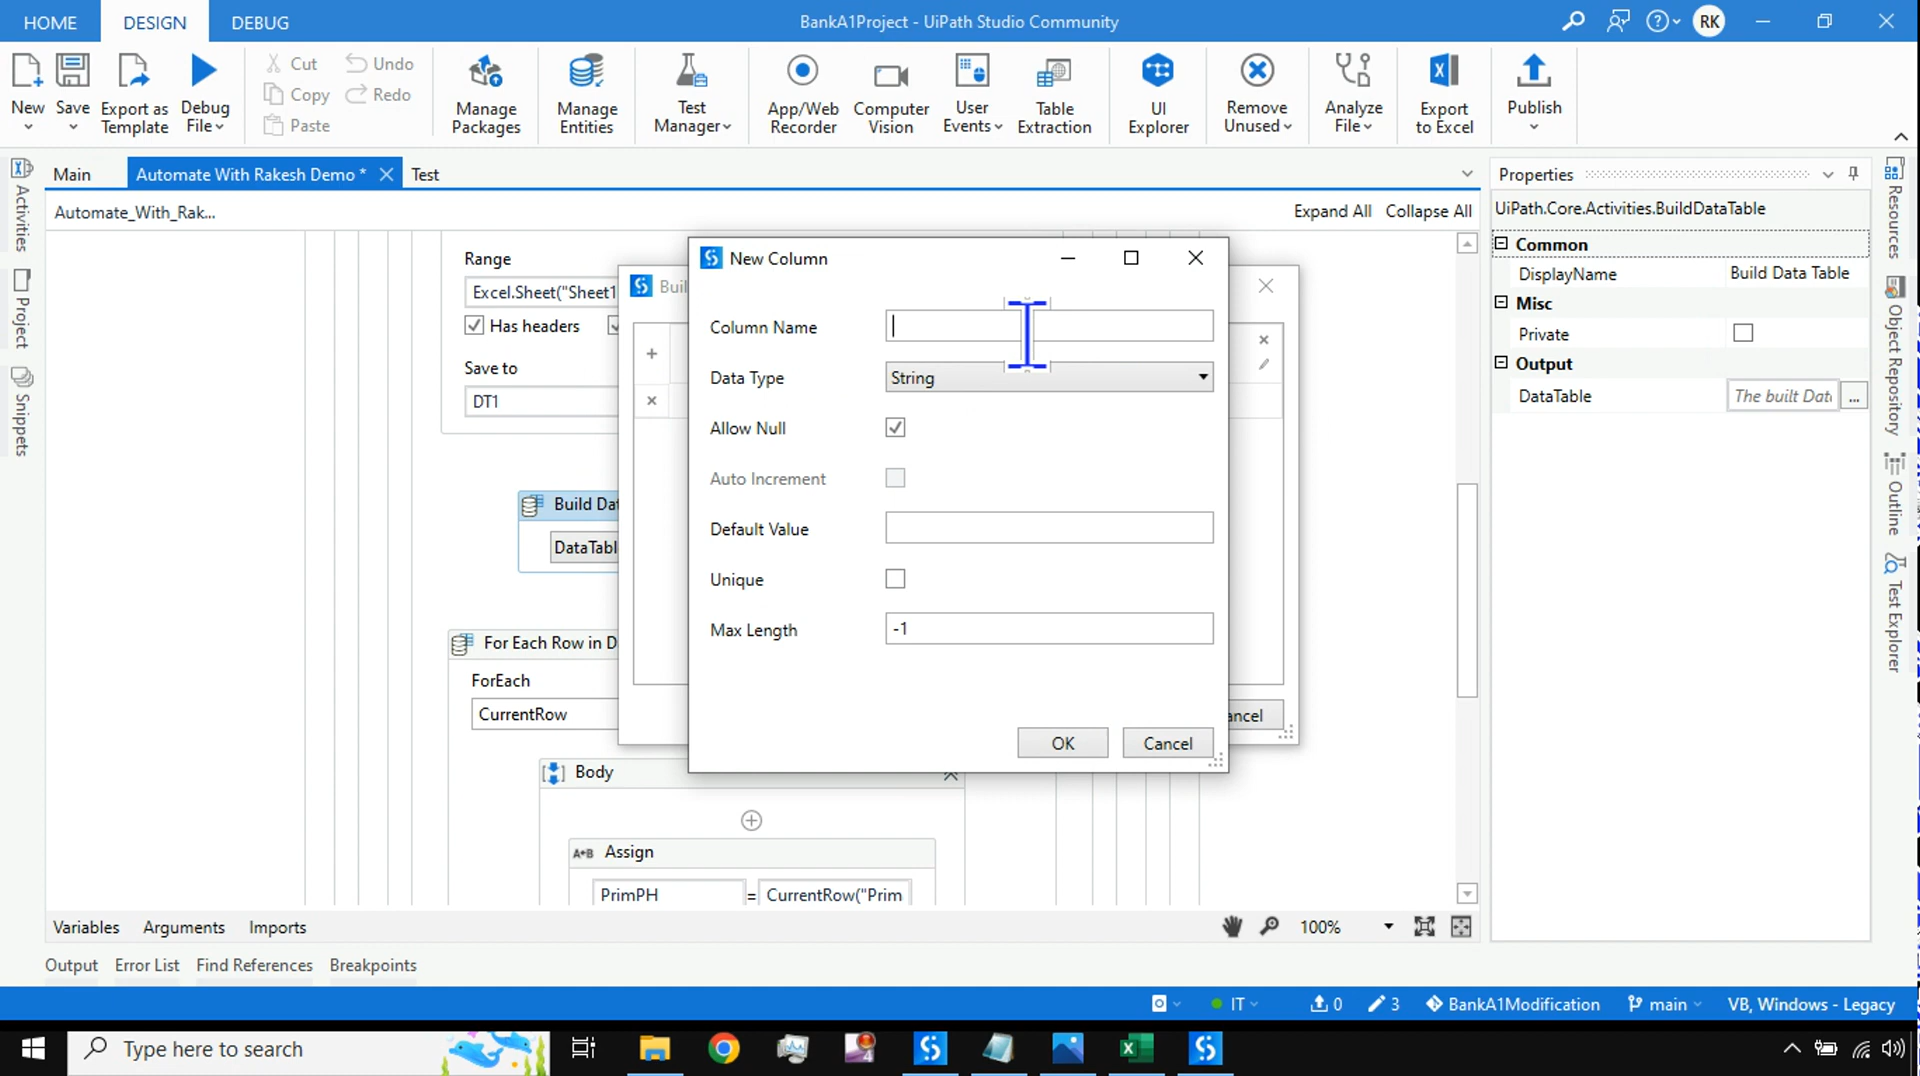 HOME
DESIGN
DEBUG
BankA1Project - UiPath Studio Community
RK
New
Save
Export as
Template
Debug
File
Cut
Copy
Paste
Undo
Redo
Manage
Packages
Manage
Entities
Test
Manager
App/Web
Recorder
Computer
Vision
User
Events
Table
Extraction
UI
Explorer
Remove
Unused
Analyze
File
Export
to Excel
Publish
Main
Automate With Rakesh Demo *
Test
Automate_With_Rak...
Expand All
Collapse All
Activities
Project
Snippets
Range
Excel.Sheet("Sheet1
Has headers
Save to
DT1
Build Dat
DataTabl
For Each Row in D
ForEach
CurrentRow
Body
Assign
PrimPH
=
CurrentRow("Prim
Buil
New Column
Column Name
Data Type
String
Allow Null
Auto Increment
Default Value
Unique
Max Length
-1
OK
Cancel
ancel
Properties
UiPath.Core.Activities.BuildDataTable
Common
DisplayName
Build Data Table
Misc
Private
Output
DataTable
The built Dat
...
Resources
Object Repository
Outline
Test Explorer
Variables
Arguments
Imports
100%
Output
Error List
Find References
Breakpoints
IT
0
3
BankA1Modification
main
VB, Windows - Legacy
Type here to search